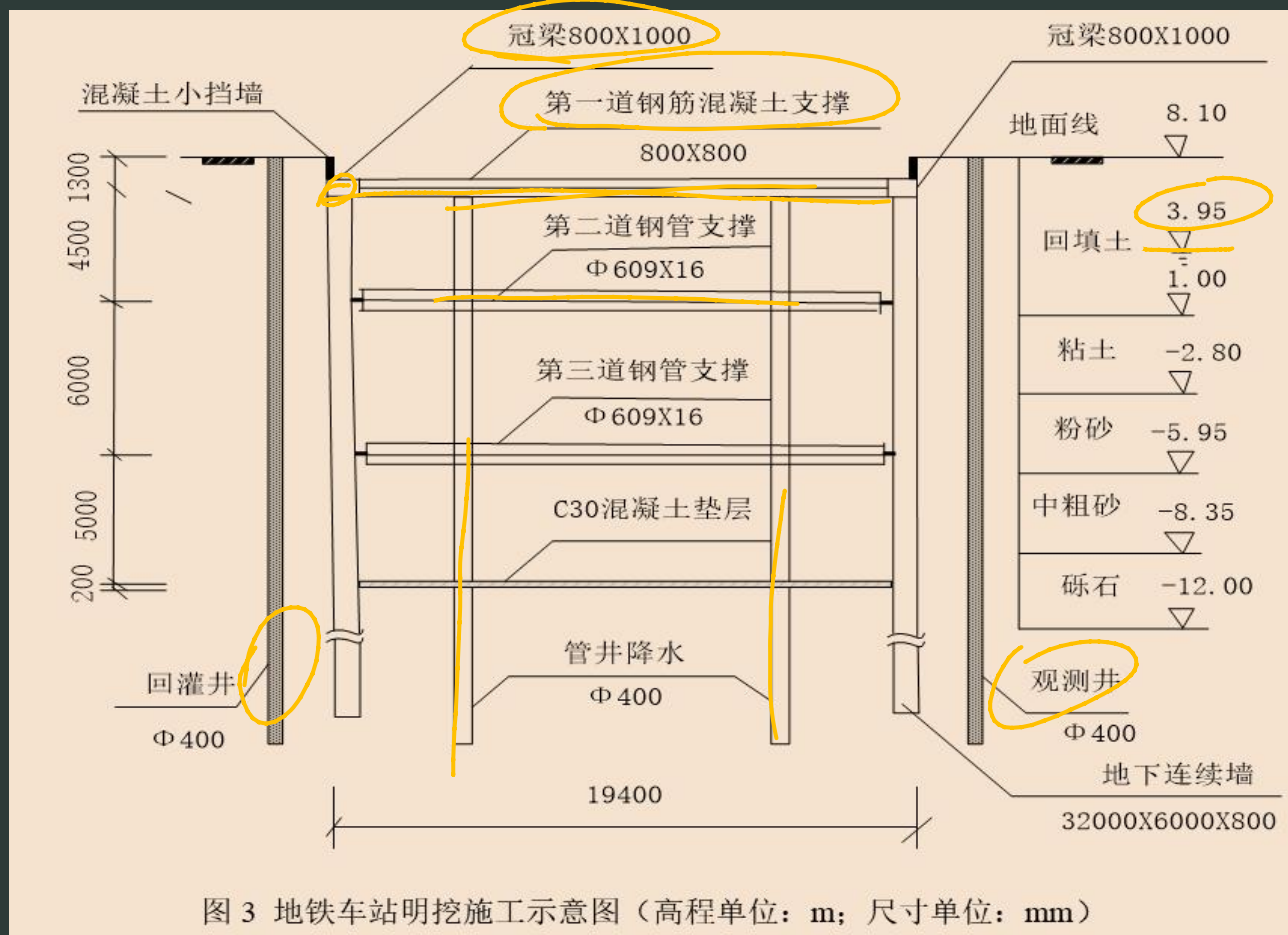 冠梁800X1000
冠梁800X1000
混凝土小挡墙
第一道钢筋混凝土支撑
800X800
地面线
8.10
1300
3.95
回填土
4500
第二道钢管支撑
Φ609X16
1.00
粘土
-2.80
6000
第三道钢管支撑
Φ609X16
粉砂
-5.95
5000
C30混凝土垫层
中粗砂
-8.35
200
砾石
-12.00
管井降水
Φ400
回灌井
Φ400
观测井
Φ400
地下连续墙
32000X6000X800
19400
图 3 地铁车站明挖施工示意图（高程单位：m；尺寸单位：mm）